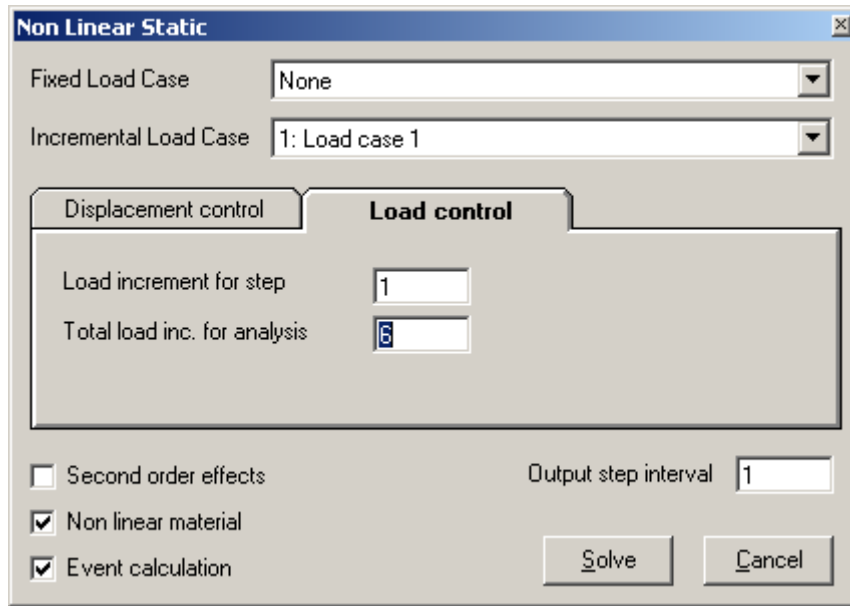 Non Linear Static
Fixed Load Case None
Incremental Load Case 1: Load case 1
Displacement control Load control
Load increment for step 1
Total load inc. for analysis 6
Second order effects Output step interval 1
Non linear material
Event calculation Solve Cancel